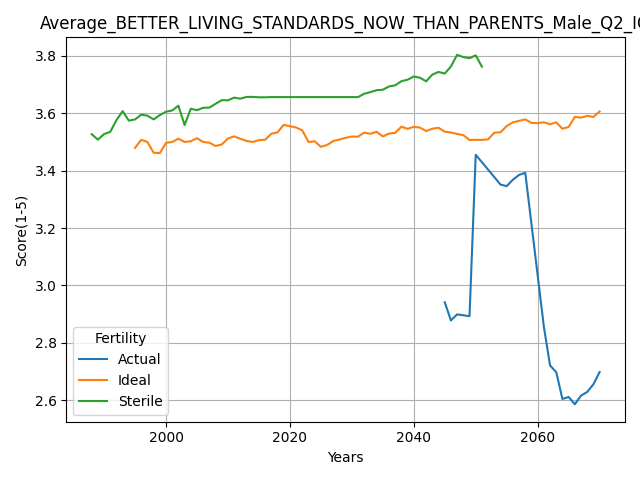 Average_BETTER_LIVING_STANDARDS_NOW_THAN_PARENTS_Male_Q2_IC
3.8
3.6
3.4
3.2
3.0
2.8
2.6
Score(1-5)
Fertility
Actual
Ideal
Sterile
2000
2020
2040
2060
Years